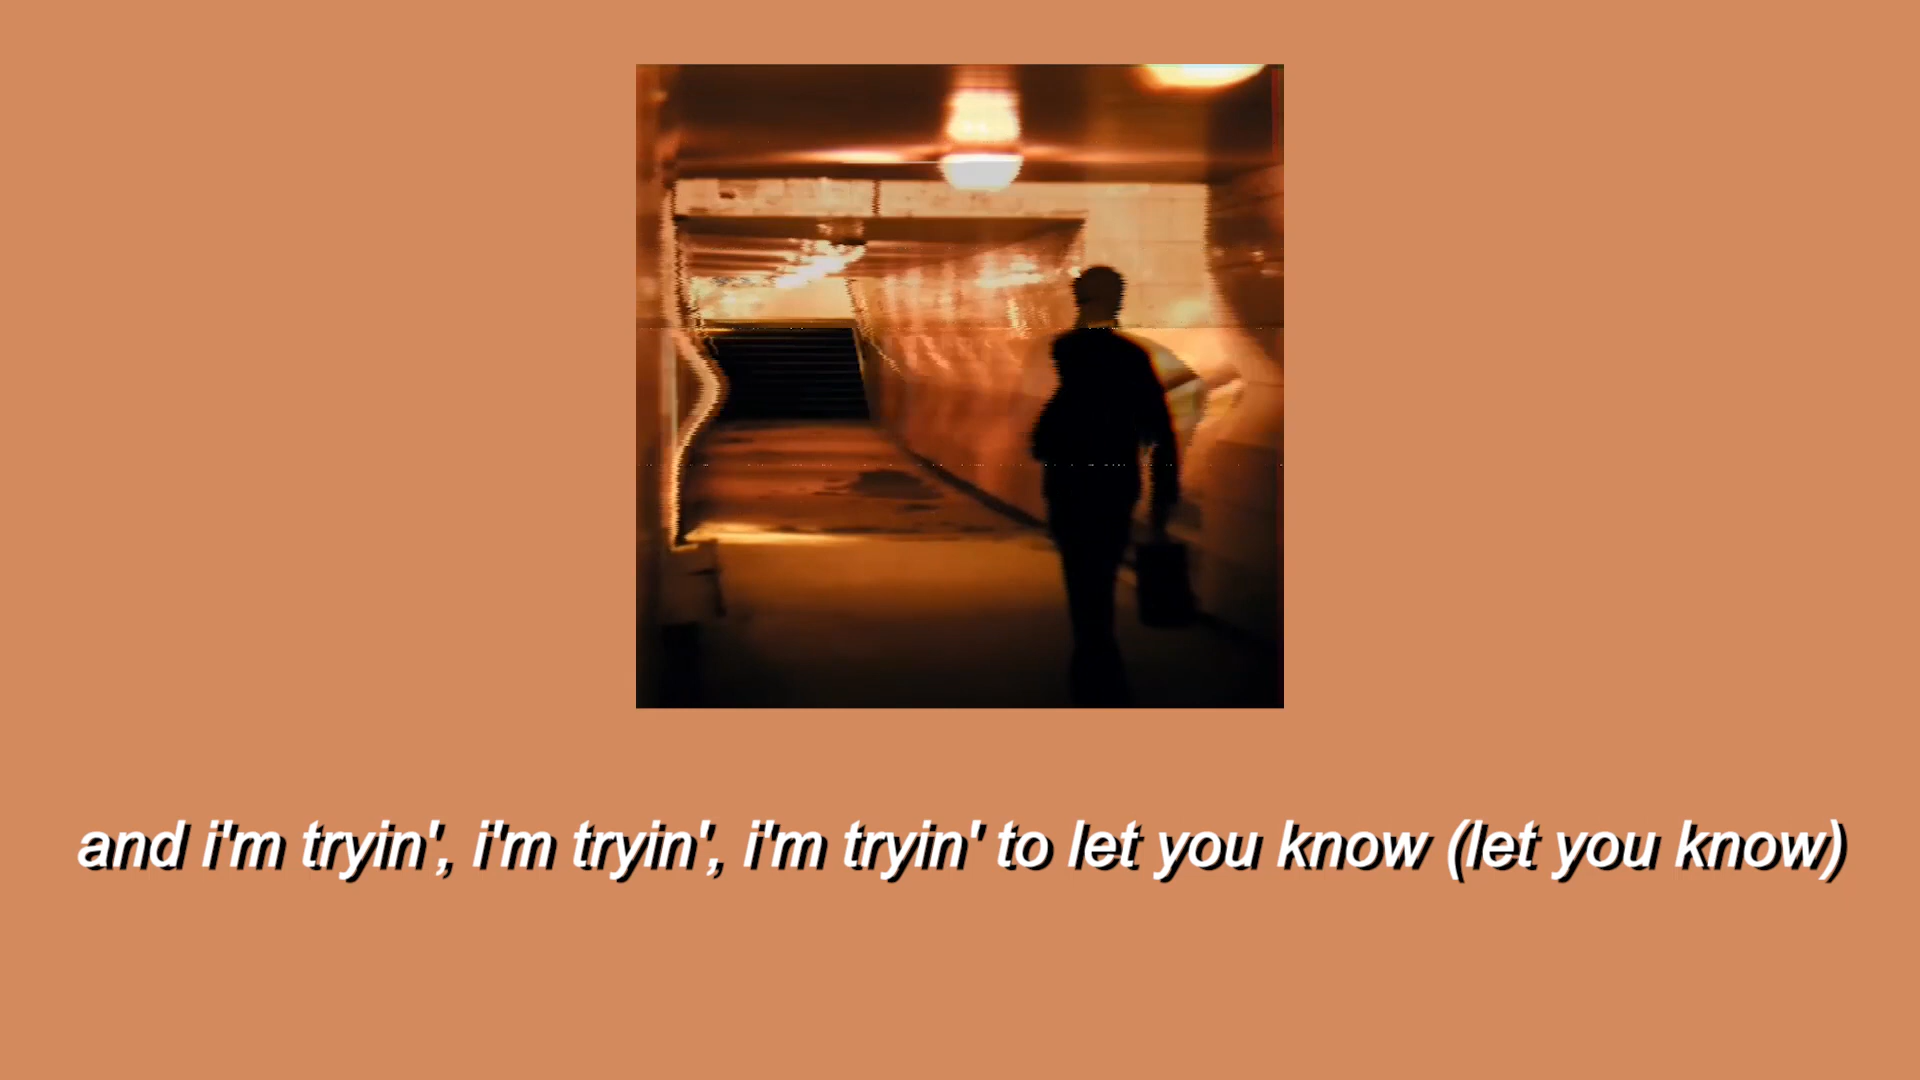 and i'm tryin', i'm tryin', i'm tryin' to let you know (let you know)